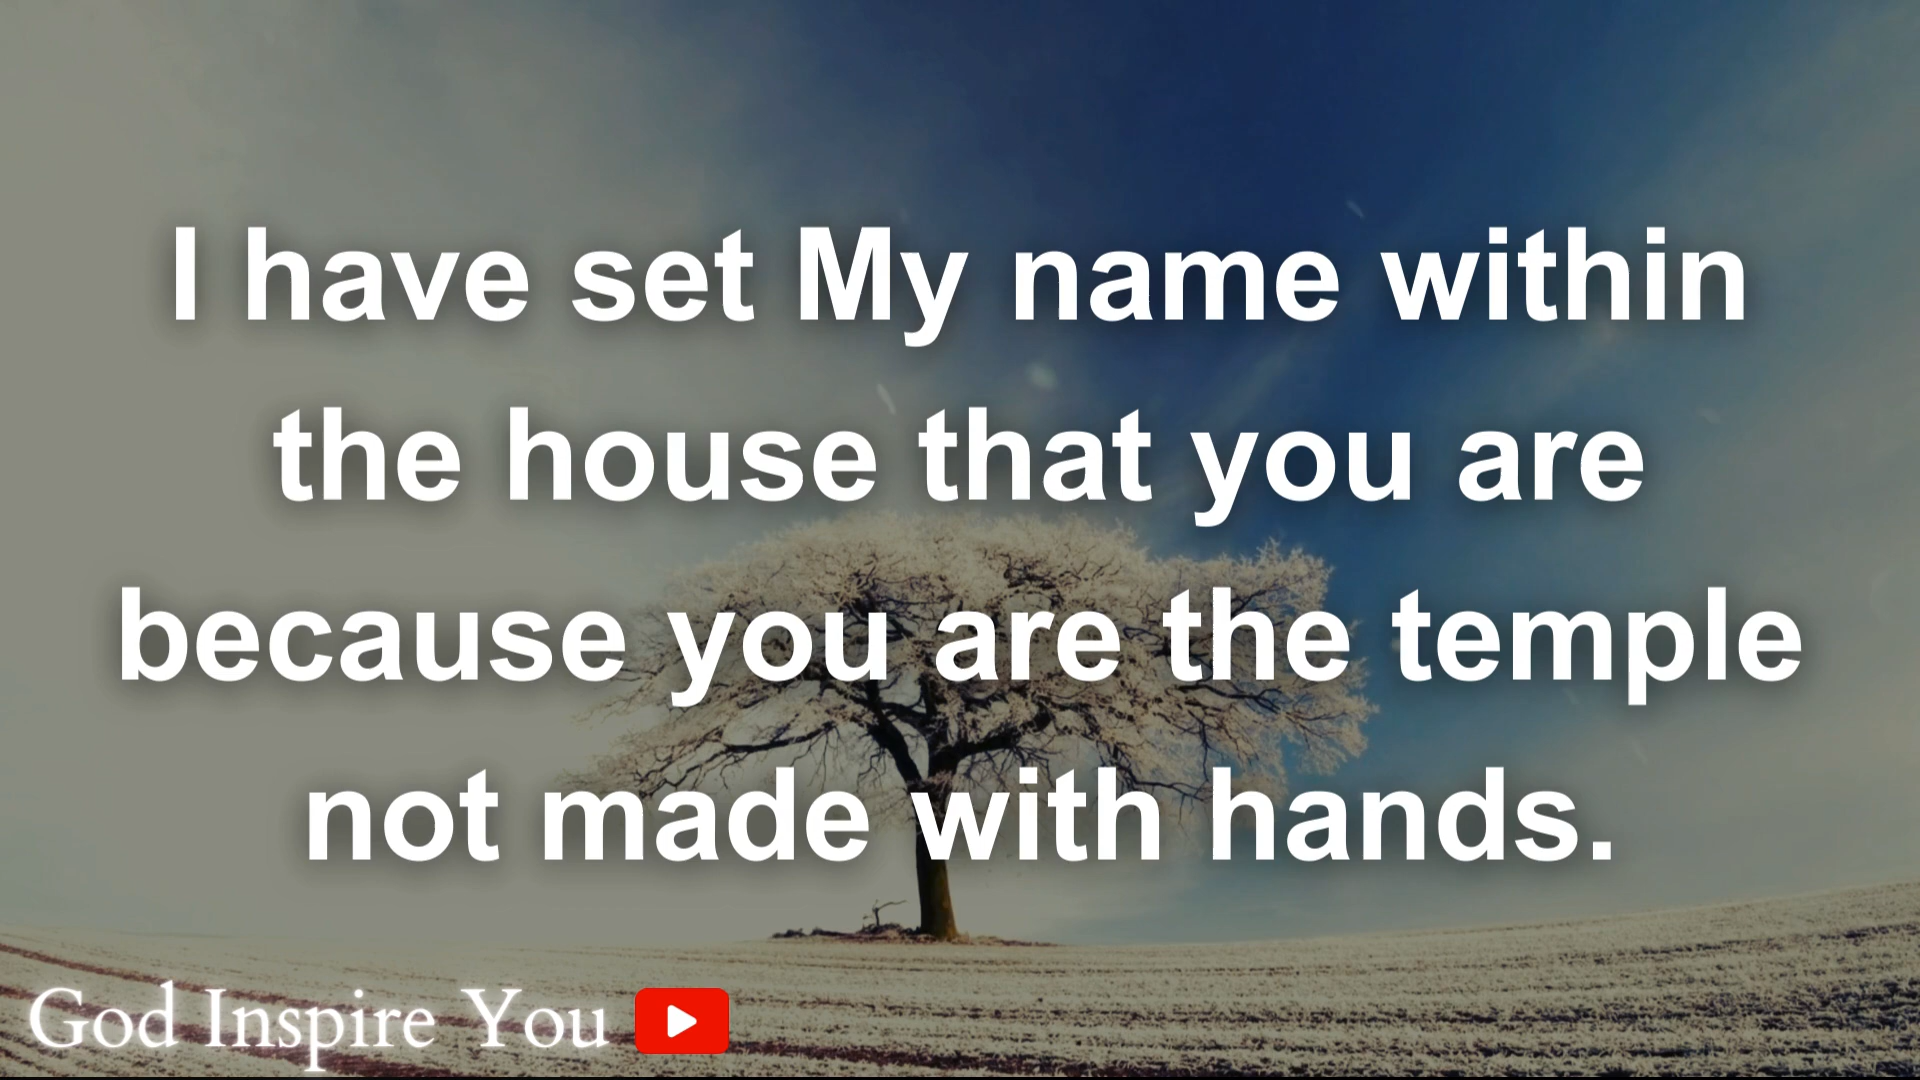 I have set My name within
the house that you are
because you are the temple
not made with hands.
God Inspire You